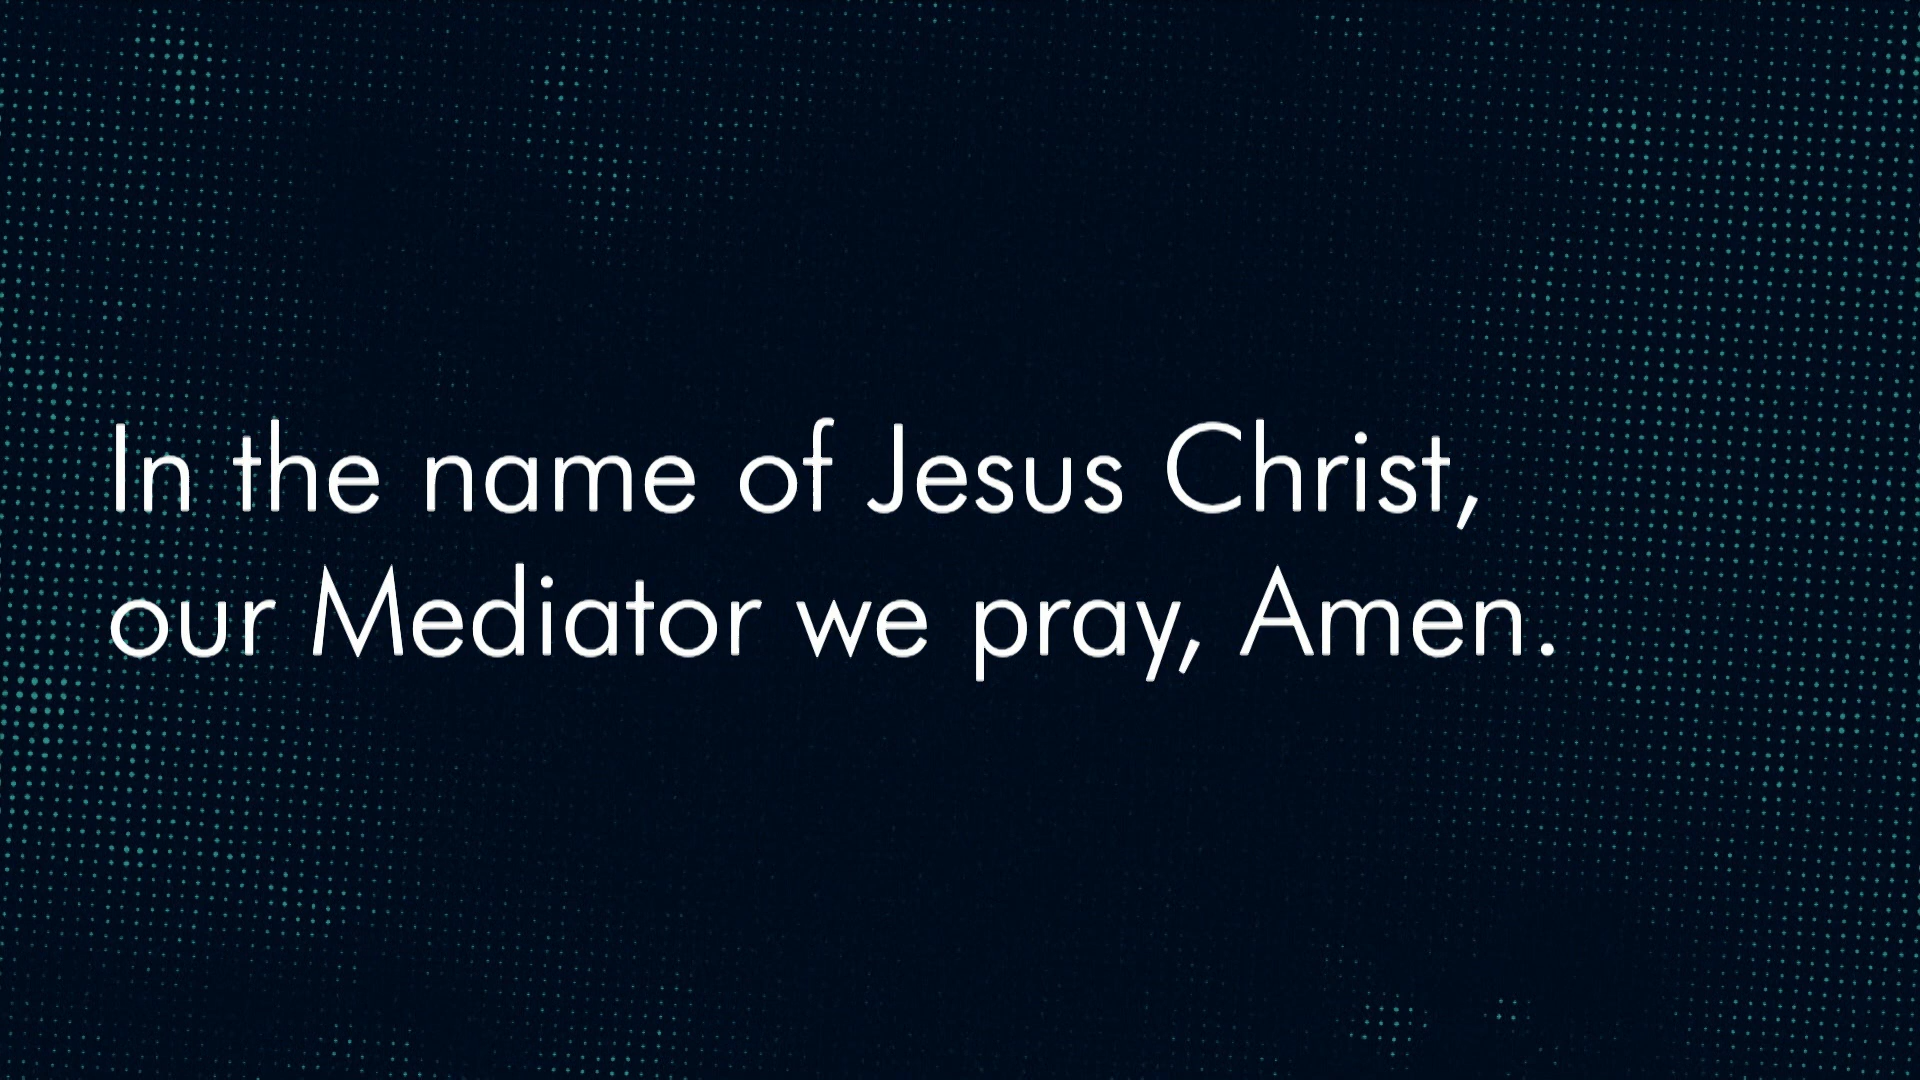 In the name of Jesus Christ,
our Mediator we pray, Amen.